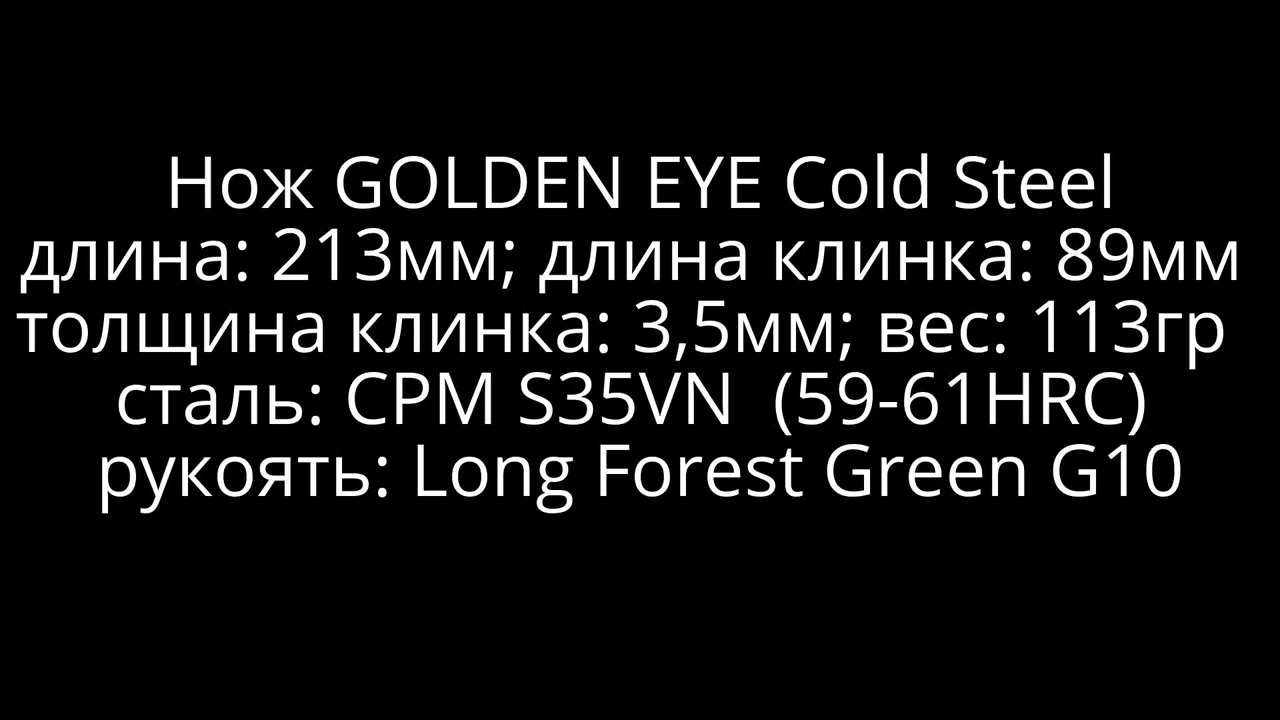 Нож GOLDEN EYE Cold Steel
длина: 213мм; длина клинка: 89мм
толщина клинка: 3,5мм; вес: 113гр
сталь: CPM S35VN  (59-61HRC)
рукоять: Long Forest Green G10